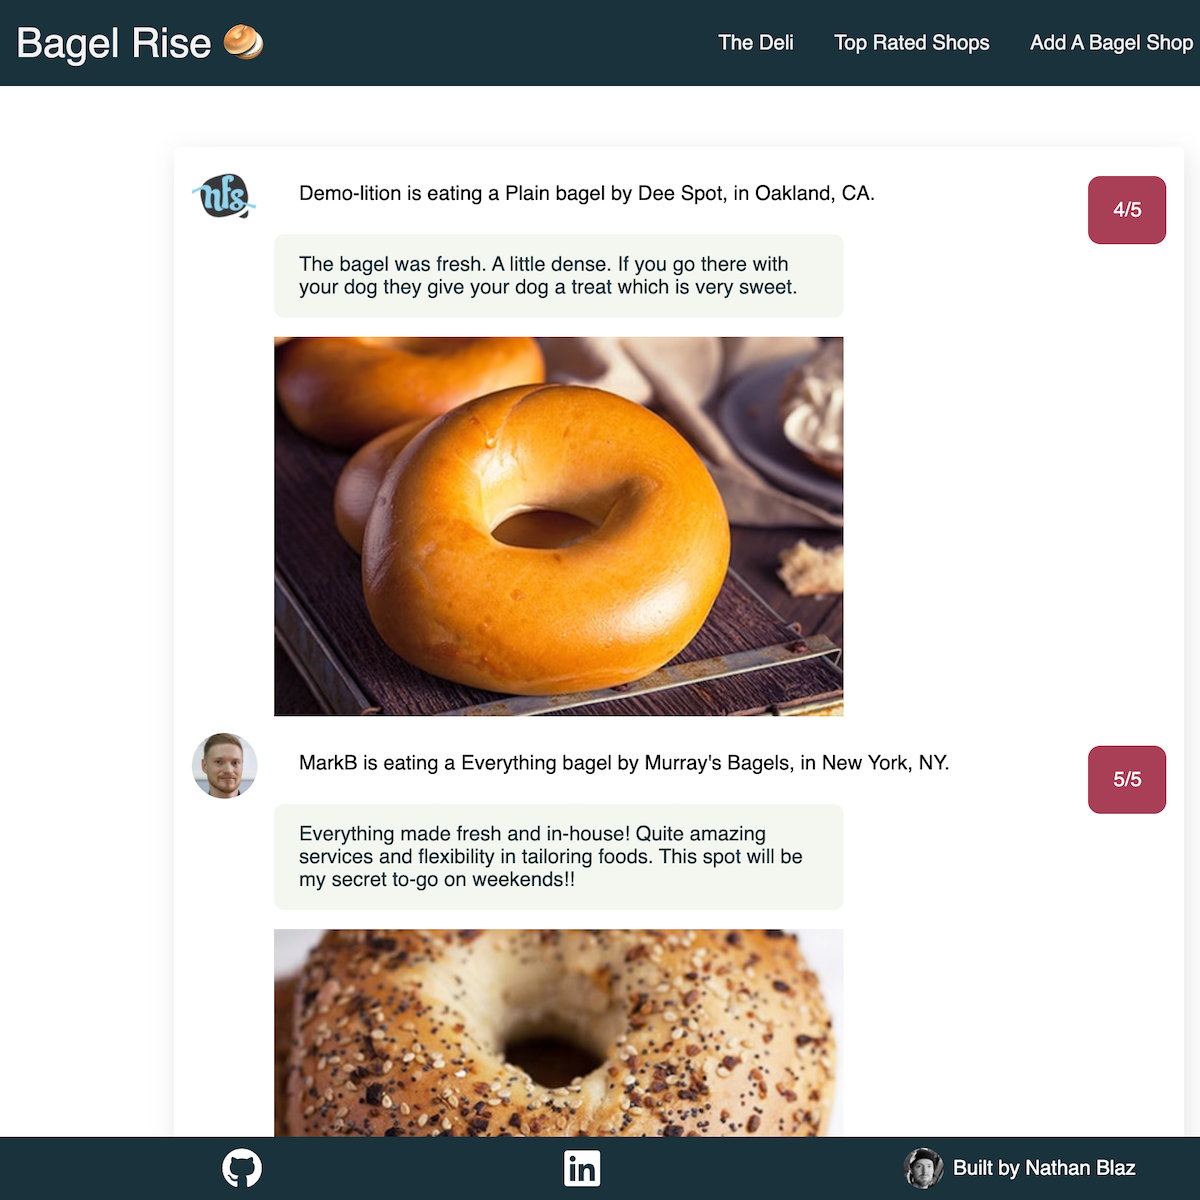 Bagel Rise
The Deli
Top Rated Shops
Add A Bagel Shop
nfs
Demo-lition is eating a Plain bagel by Dee Spot, in Oakland, CA.
4/5
The bagel was fresh. A little dense. If you go there with
your dog they give your dog a treat which is very sweet.
MarkB is eating a Everything bagel by Murray's Bagels, in New York, NY.
5/5
Everything made fresh and in-house! Quite amazing
services and flexibility in tailoring foods. This spot will be
my secret to-go on weekends!!
in
Built by Nathan Blaz